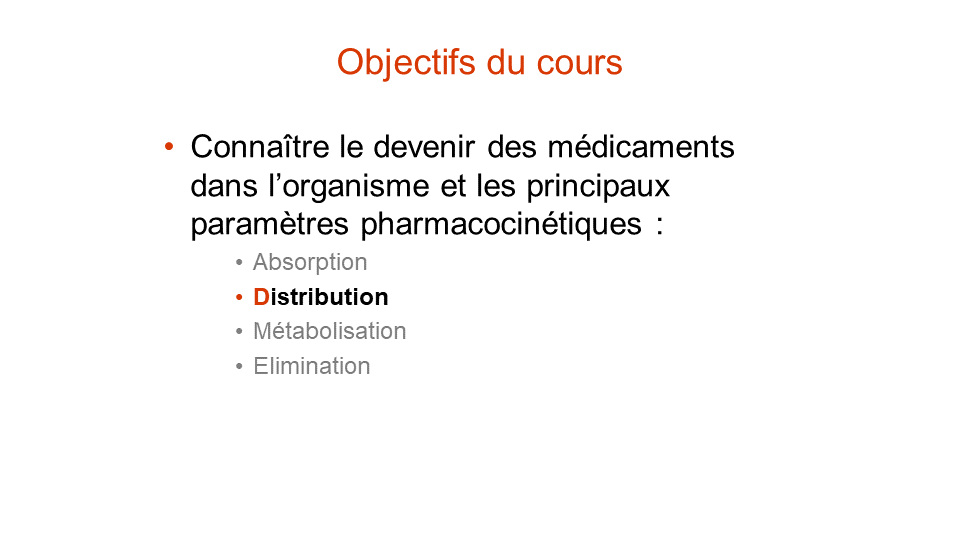 Objectifs du cours
• Connaître le devenir des médicaments
dans l’organisme et les principaux
paramètres pharmacocinétiques :
• Absorption
• Distribution
• Métabolisation
• Elimination